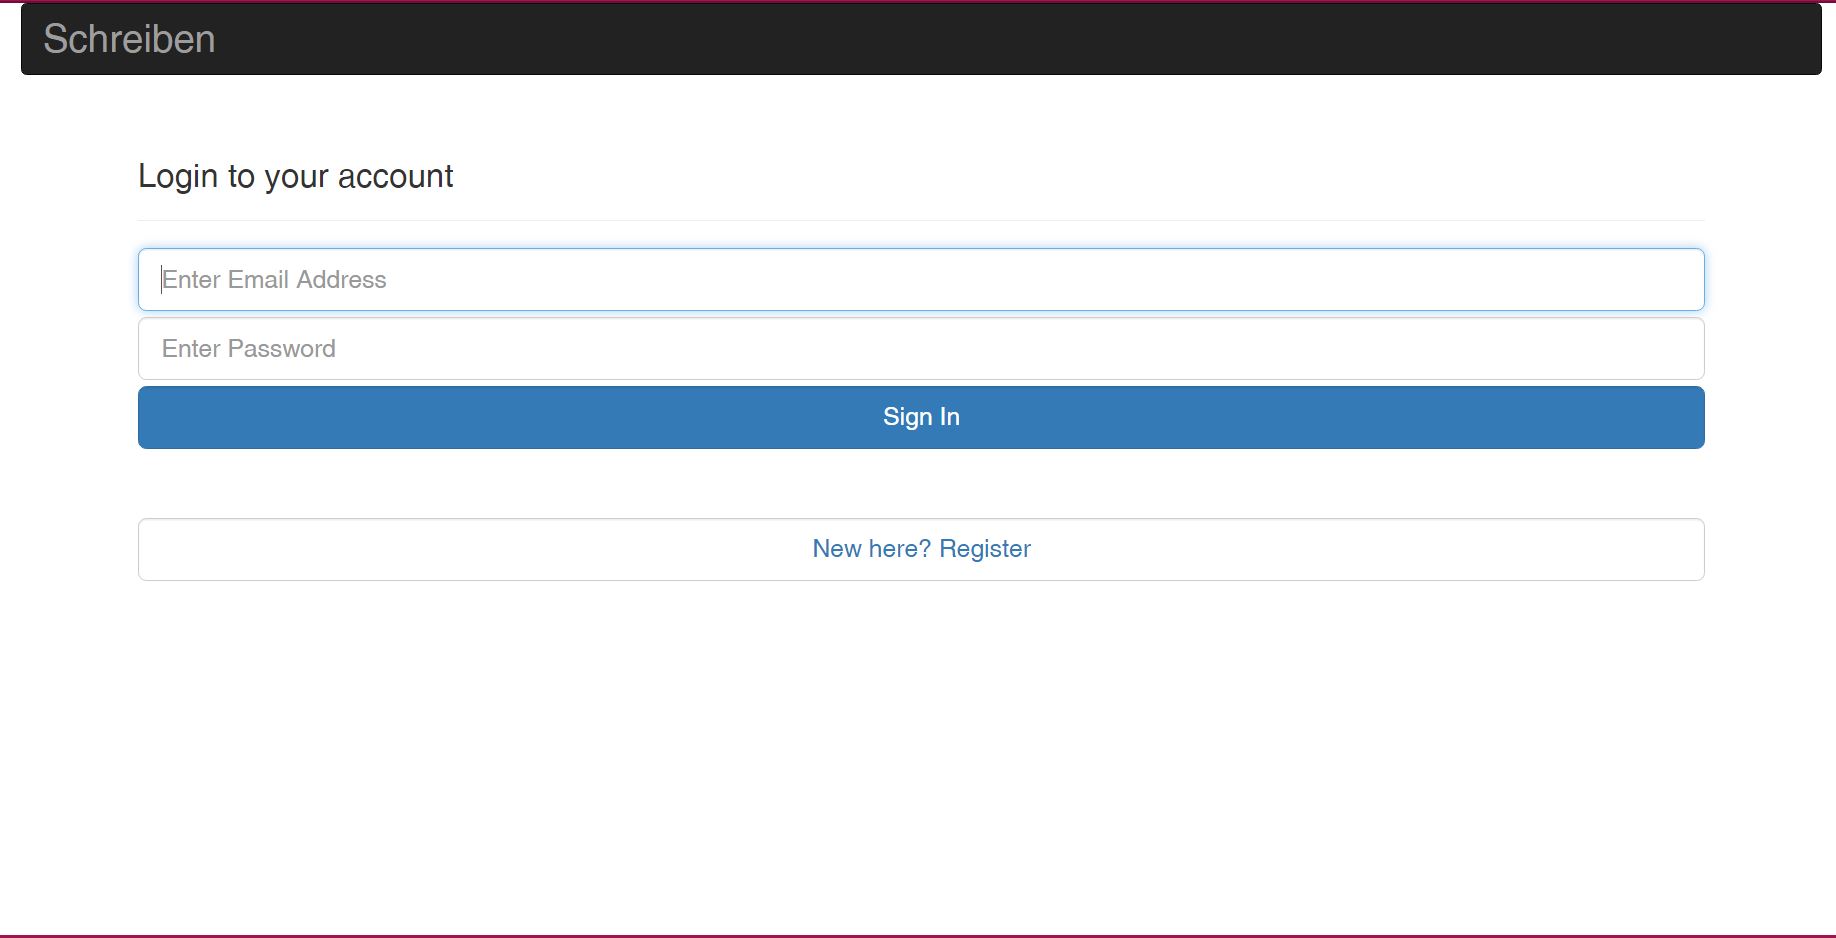 Schreiben
Login to your account
Enter Email Address
Enter Password
Sign In
New here? Register